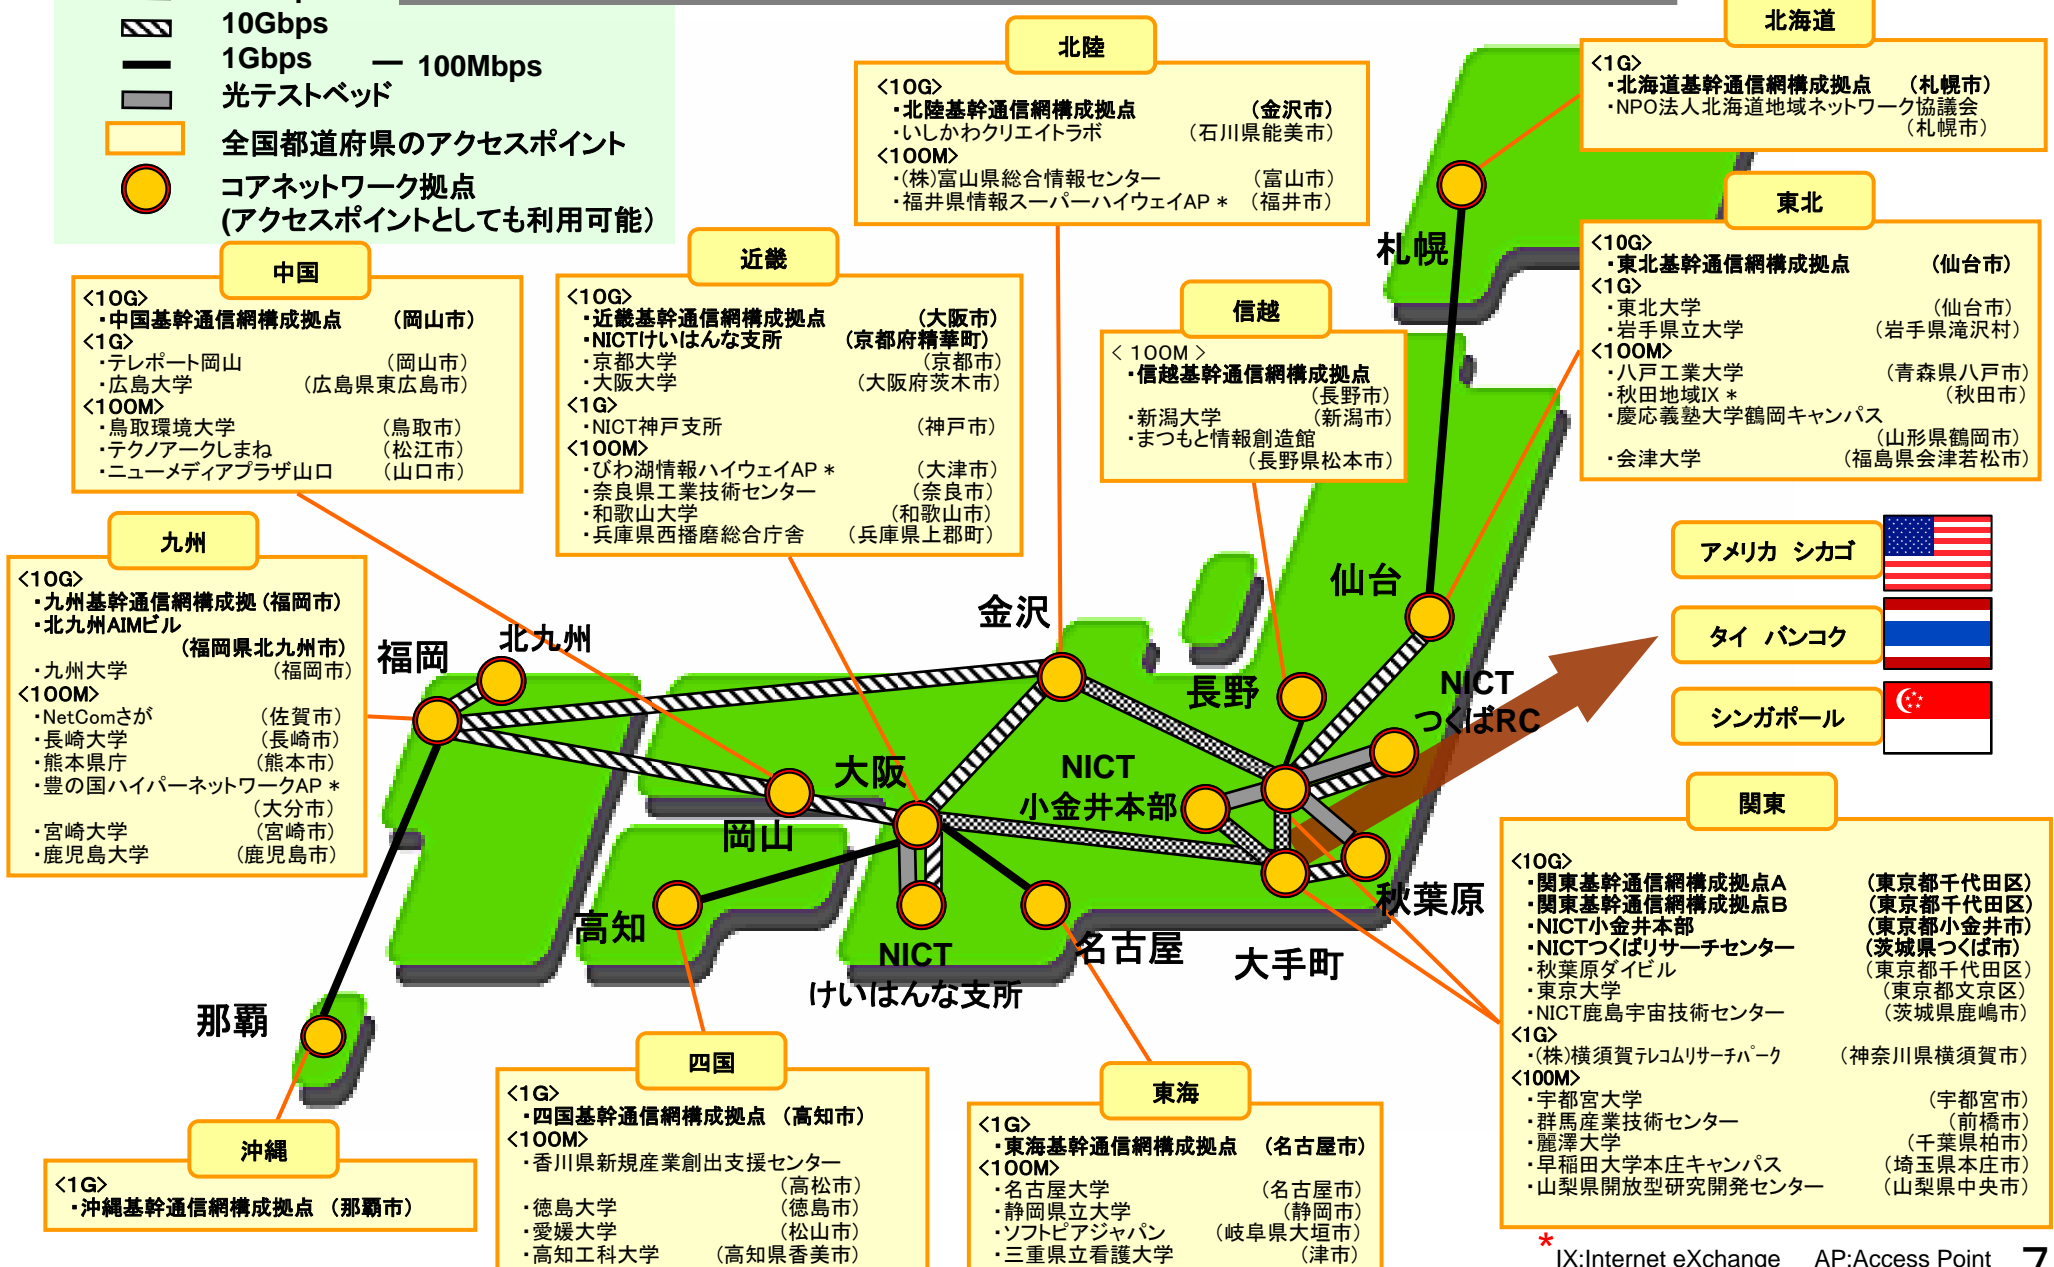 10Gbps
1Gbps
100Mbps
光テストベッド
全国都道府県のアクセスポイント
コアネットワーク拠点
(アクセスポイントとしても利用可能)
北陸
<10G>
・北陸基幹通信網構成拠点 (金沢市)
・いしかわクリエイトラボ (石川県能美市)
<100M>
・(株)富山県総合情報センター (富山市)
・福井県情報スーパーハイウェイAP * (福井市)
北海道
<1G>
・北海道基幹通信網構成拠点 (札幌市)
・NPO法人北海道地域ネットワーク協議会
(札幌市)
東北
<10G>
・東北基幹通信網構成拠点 (仙台市)
<1G>
・東北大学 (仙台市)
・岩手県立大学 (岩手県滝沢村)
<100M>
・八戸工業大学 (青森県八戸市)
・秋田地域IX * (秋田市)
・慶応義塾大学鶴岡キャンパス
(山形県鶴岡市)
・会津大学 (福島県会津若松市)
中国
<10G>
・中国基幹通信網構成拠点 (岡山市)
<1G>
・テレポート岡山 (岡山市)
・広島大学 (広島県東広島市)
<100M>
・鳥取環境大学 (鳥取市)
・テクノアークしまね (松江市)
・ニューメディアプラザ山口 (山口市)
近畿
<10G>
・近畿基幹通信網構成拠点 (大阪市)
・NICTけいはんな支所 (京都府精華町)
・京都大学 (京都市)
・大阪大学 (大阪府茨木市)
<1G>
・NICT神戸支所 (神戸市)
<100M>
・びわ湖情報ハイウェイAP * (大津市)
・奈良県工業技術センター (奈良市)
・和歌山大学 (和歌山市)
・兵庫県西播磨総合庁舎 (兵庫県上郡町)
信越
< 100M >
・信越基幹通信網構成拠点
(長野市)
・新潟大学 (新潟市)
・まつもと情報創造館
(長野県松本市)
九州
<10G>
・九州基幹通信網構成拠 (福岡市)
・北九州AIMビル
(福岡県北九州市)
・九州大学 (福岡市)
<100M>
・NetComさが (佐賀市)
・長崎大学 (長崎市)
・熊本県庁 (熊本市)
・豊の国ハイパーネットワークAP *
(大分市)
・宮崎大学 (宮崎市)
・鹿児島大学 (鹿児島市)
アメリカ シカゴ
タイ バンコク
シンガポール
札幌
仙台
金沢
北九州
福岡
長野
NICT
つくばRC
大阪
NICT
小金井本部
岡山
高知
秋葉原
名古屋
大手町
NICT
けいはんな支所
那覇
関東
<10G>
・関東基幹通信網構成拠点A (東京都千代田区)
・関東基幹通信網構成拠点B (東京都千代田区)
・NICT小金井本部 (東京都小金井市)
・NICTつくばリサーチセンター (茨城県つくば市)
・秋葉原ダイビル (東京都千代田区)
・東京大学 (東京都文京区)
・NICT鹿島宇宙技術センター (茨城県鹿嶋市)
<1G>
・(株)横須賀テレコムリサーチパーク (神奈川県横須賀市)
<100M>
・宇都宮大学 (宇都宮市)
・群馬産業技術センター (前橋市)
・麗澤大学 (千葉県柏市)
・早稲田大学本庄キャンパス (埼玉県本庄市)
・山梨県開放型研究開発センター (山梨県中央市)
沖縄
<1G>
・沖縄基幹通信網構成拠点 (那覇市)
四国
<1G>
・四国基幹通信網構成拠点 (高知市)
<100M>
・香川県新規産業創出支援センター
(高松市)
・徳島大学 (徳島市)
・愛媛大学 (松山市)
・高知工科大学 (高知県香美市)
東海
<1G>
・東海基幹通信網構成拠点 (名古屋市)
<100M>
・名古屋大学 (名古屋市)
・静岡県立大学 (静岡市)
・ソフトピアジャパン (岐阜県大垣市)
・三重県立看護大学 (津市)
* IX:Internet eXchange AP:Access Point
7